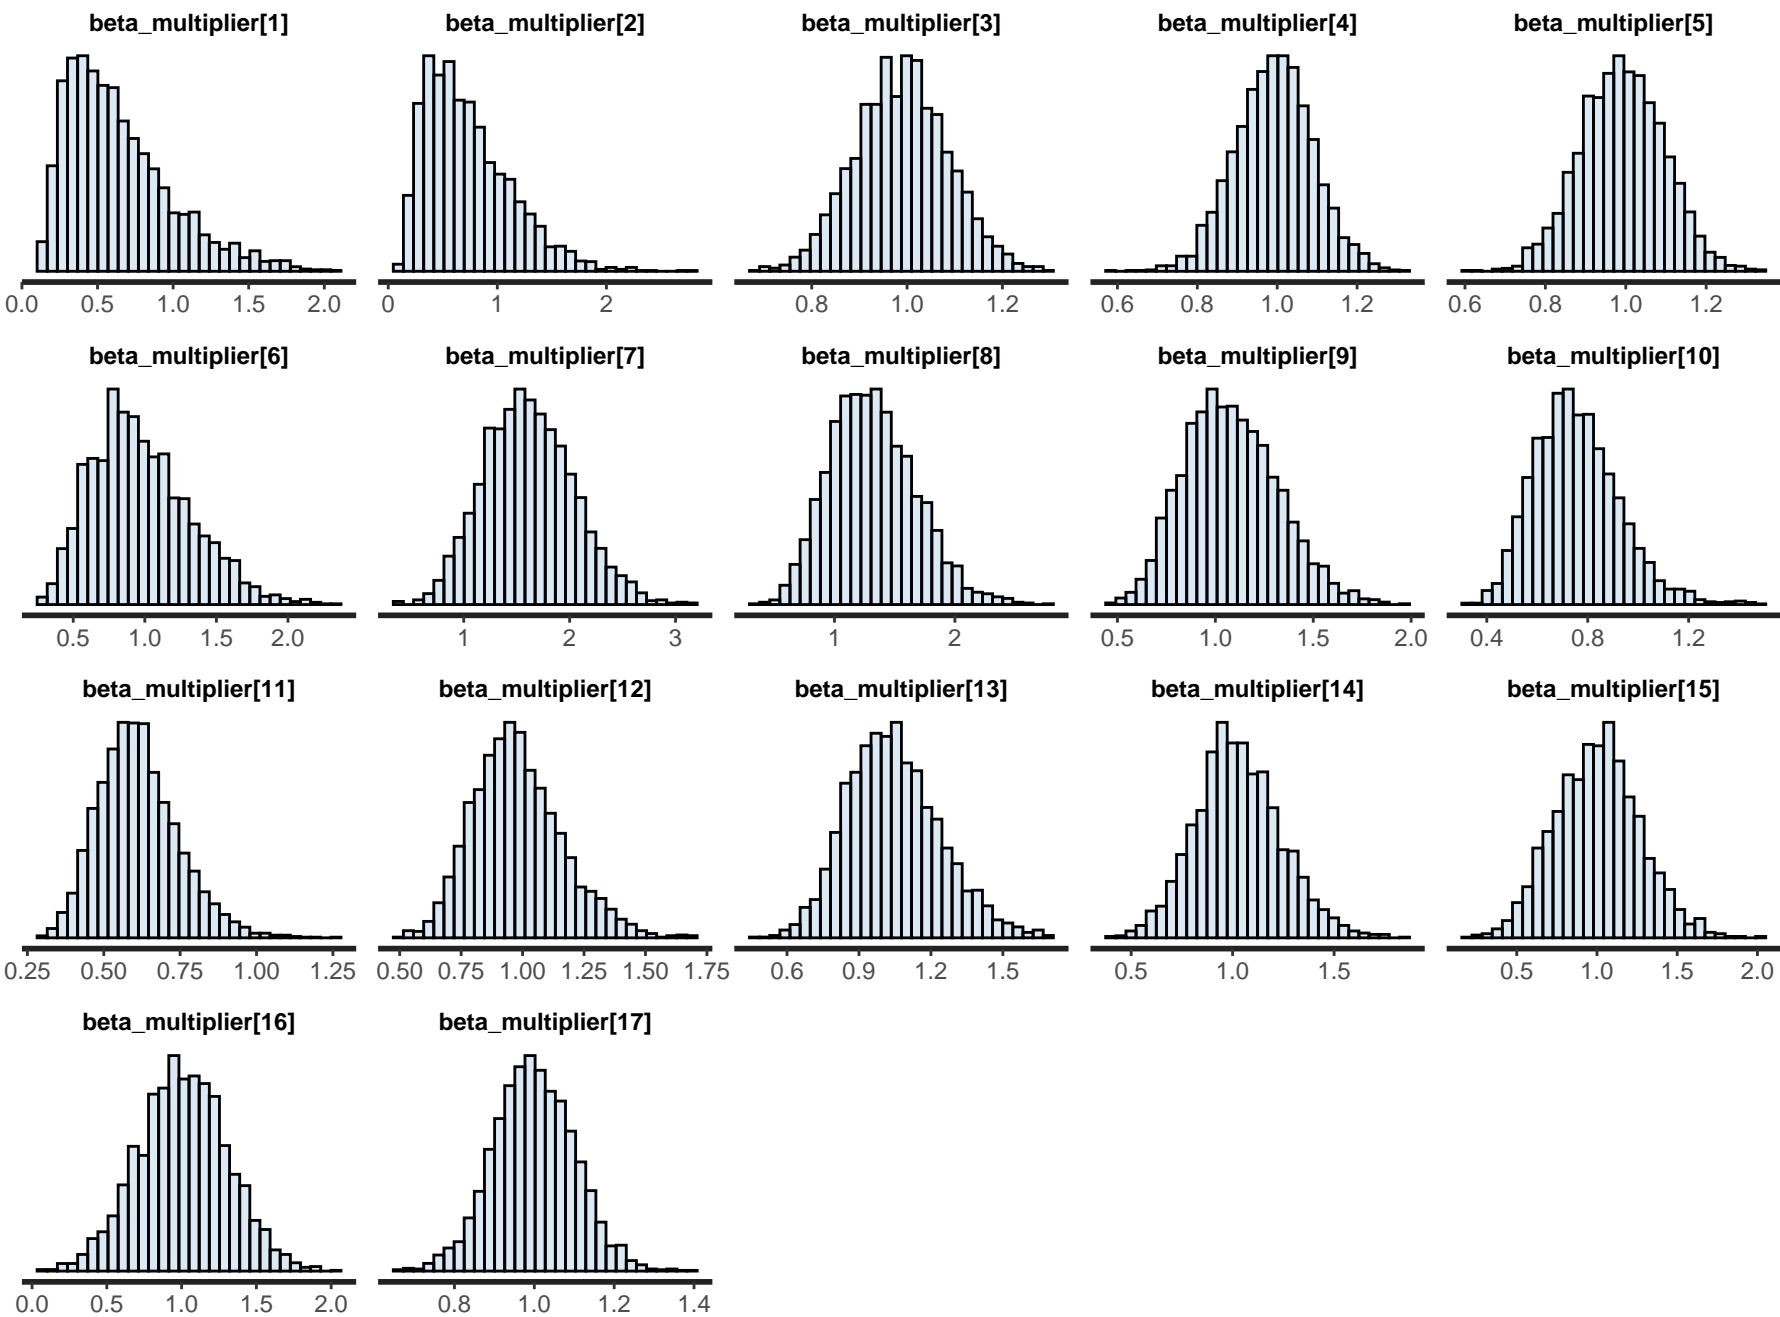 beta_multiplier[1] beta_multiplier[2] beta_multiplier[3] beta_multiplier[4] beta_multiplier[5]
0.0 0.5 1.0 1.5 2.0 0 1 2 0.8 1.0 1.2 0.6 0.8 1.0 1.2 0.6 0.8 1.0 1.2
beta_multiplier[6] beta_multiplier[7] beta_multiplier[8] beta_multiplier[9] beta_multiplier[10]
0.5 1.0 1.5 2.0 1 2 3 1 2 0.5 1.0 1.5 2.0 0.4 0.8 1.2
beta_multiplier[11] beta_multiplier[12] beta_multiplier[13] beta_multiplier[14] beta_multiplier[15]
0.25 0.50 0.75 1.00 1.25 0.50 0.75 1.00 1.25 1.50 1.75 0.6 0.9 1.2 1.5 0.5 1.0 1.5 0.5 1.0 1.5 2.0
beta_multiplier[16] beta_multiplier[17]
0.0 0.5 1.0 1.5 2.0 0.8 1.0 1.2 1.4